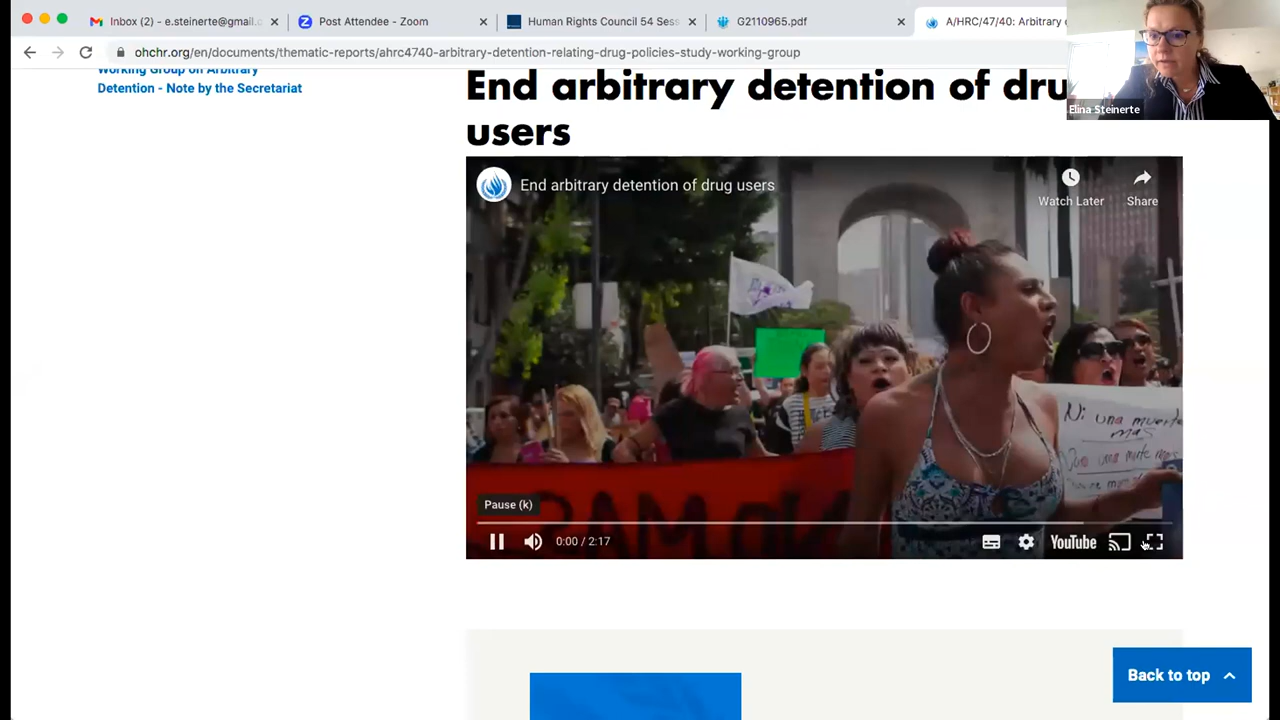 Inbox (2) - e.steinerte@gmail.c
Post Attendee - Zoom
Human Rights Council 54 Sess
G2110965.pdf
A/HRC/47/40: Arbitrary
ohchr.org/en/documents/thematic-reports/ahrc4740-arbitrary-detention-relating-drug-policies-study-working-group
Elina Steinerte
Working Group on Arbitrary
Detention - Note by the Secretariat
End arbitrary detention of dru
users
End arbitrary detention of drug users
Watch Later
Share
Ni una muerte
mas
Pause (k)
0:00 / 2:17
YouTube
Back to top